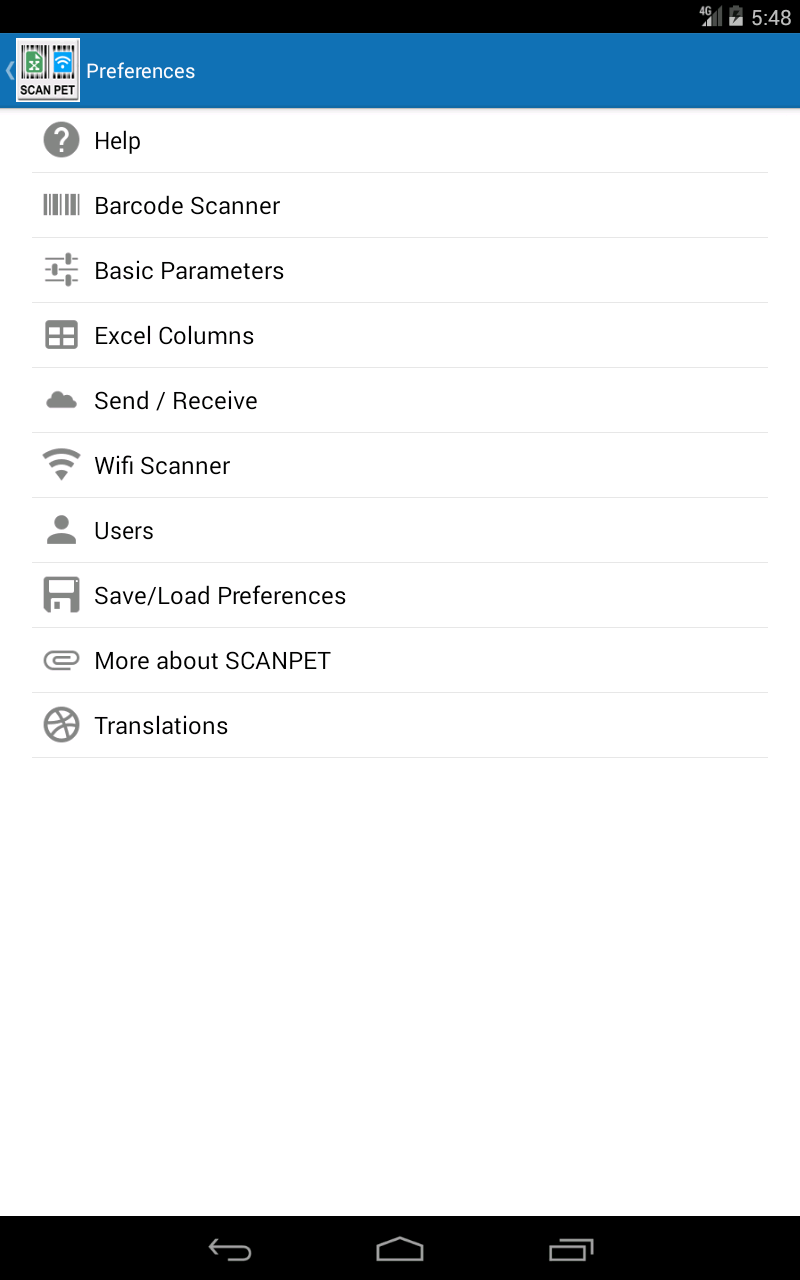 4G 5:48
SCAN PET Preferences
Help
Barcode Scanner
Basic Parameters
Excel Columns
Send / Receive
Wifi Scanner
Users
Save/Load Preferences
More about SCANPET
Translations